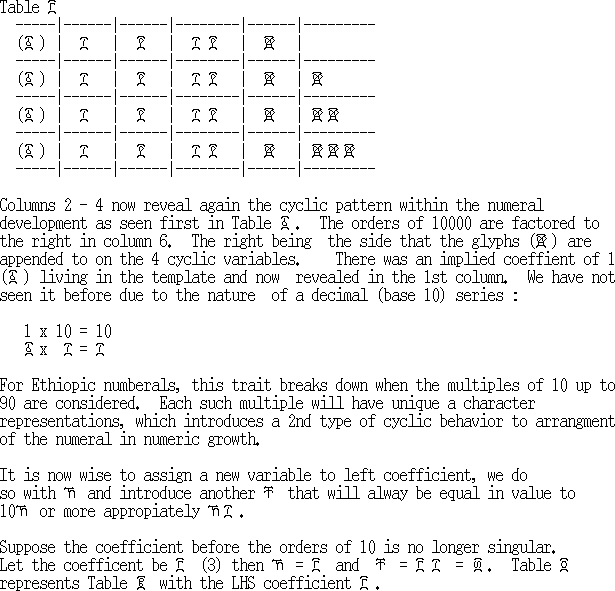 Table ፫
(፩) | ፲ | ፻ | ፲፻ | ፼ |
(፩) | ፲ | ፻ | ፲፻ | ፼ | ፼
(፩) | ፲ | ፻ | ፲፻ | ፼ | ፼፼
(፩) | ፲ | ፻ | ፲፻ | ፼ | ፼፼፼
Columns 2 - 4 now reveal again the cyclic pattern within the numeral
development as seen first in Table ፩. The orders of 10000 are factored to
the right in column 6. The right being the side that the glyphs (፼) are
appended to on the 4 cyclic variables. There was an implied coeffient of 1
(፩) living in the template and now revealed in the 1st column. We have not
seen it before due to the nature of a decimal (base 10) series :
1 x 10 = 10
፩ x ፲ = ፲
For Ethiopic numberals, this trait breaks down when the multiples of 10 up to
90 are considered. Each such multiple will have unique a character
representations, which introduces a 2nd type of cyclic behavior to arrangment
of the numeral in numeric growth.
It is now wise to assign a new variable to left coefficient, we do
so with and introduce another that will alway be equal in value to
10 or more appropiately ፲.
Suppose the coefficient before the orders of 10 is no longer singular.
Let the coefficent be ፫ (3) then = ፫ and = ፫፲ = ፴. Table
represents Table with the LHS coefficient ፫.